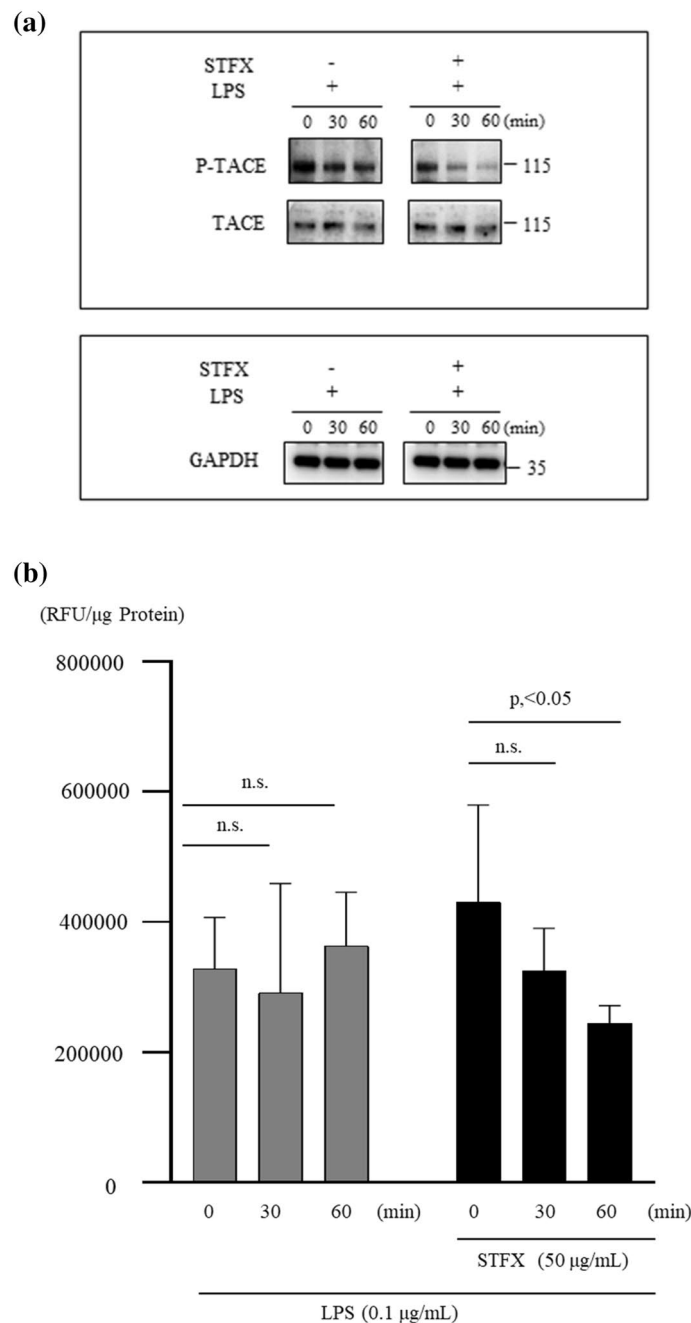 (a)
STFX - +
LPS + +
0 30 60 0 30 60 (min)
P-TACE 115
TACE 115
STFX - +
LPS + +
0 30 60 0 30 60 (min)
GAPDH 35
(b)
(RFU/μg Protein)
800000
p,<0.05
n.s.
600000
n.s.
n.s.
400000
200000
0
0 30 60 (min) 0 30 60 (min)
STFX (50 μg/mL)
LPS (0.1 μg/mL)